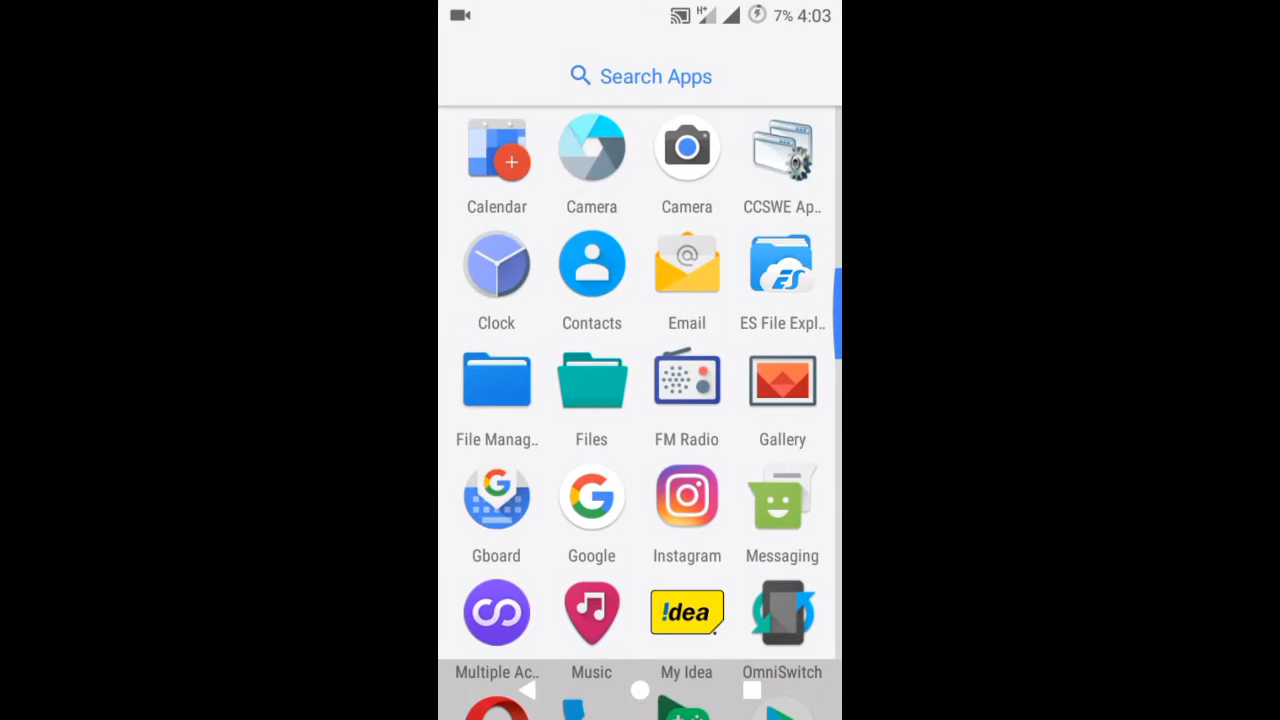 H+ 7% 4:03
Search Apps
Calendar Camera Camera CCSWE Ap..
Clock Contacts Email ES File Expl..
File Manag.. Files FM Radio Gallery
Gboard Google Instagram Messaging
!dea
Multiple Ac.. Music My Idea OmniSwitch